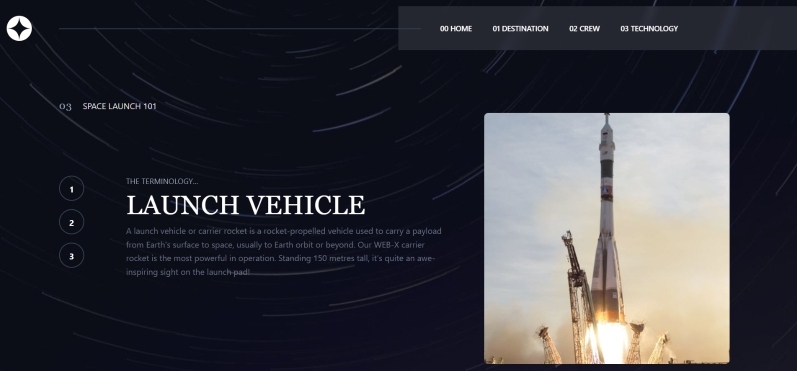 00 HOME 01 DESTINATION 02 CREW 03 TECHNOLOGY
03 SPACE LAUNCH 101
THE TERMINOLOGY...
LAUNCH VEHICLE
A launch vehicle or carrier rocket is a rocket-propelled vehicle used to carry a payload
from Earth's surface to space, usually to Earth orbit or beyond. Our WEB-X carrier
rocket is the most powerful in operation. Standing 150 metres tall, it's quite an awe-
inspiring sight on the launch pad!
1
2
3